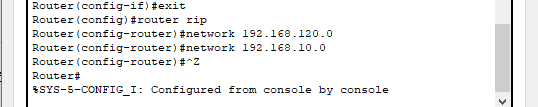 Router(config-if)#exit
Router(config)#router rip
Router(config-router)#network 192.168.120.0
Router(config-router)#network 192.168.10.0
Router(config-router)#^Z
Router#
%SYS-5-CONFIG_I: Configured from console by console